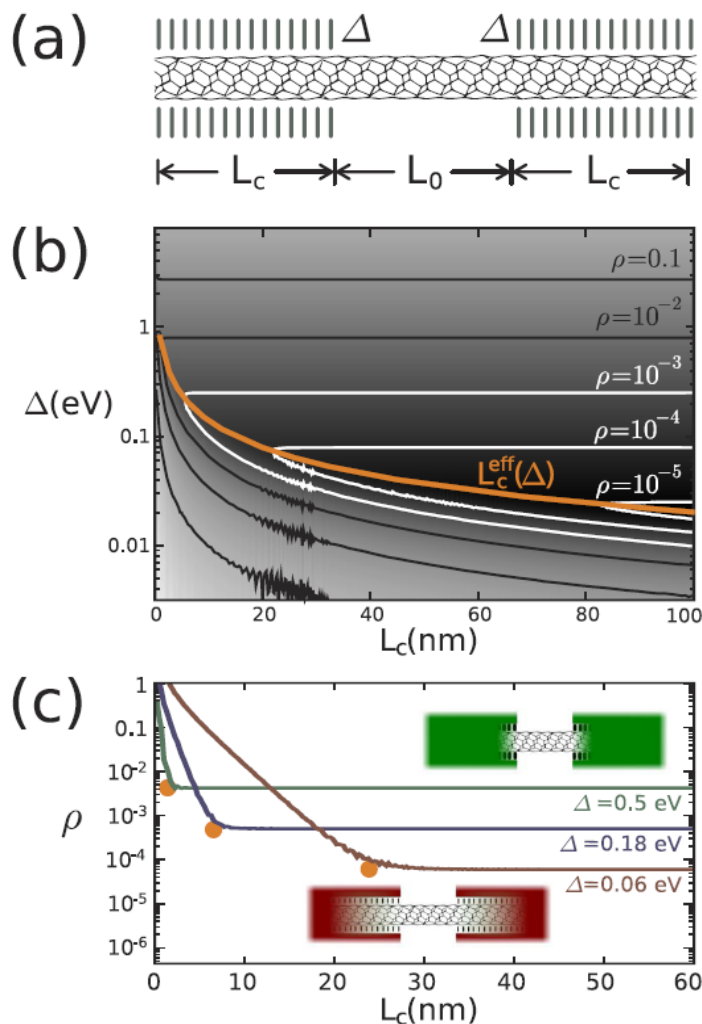 (a)
Δ Δ
L_c L_0 L_c
(b)
ρ=0.1
ρ=10⁻²
1
Δ(eV)
ρ=10⁻³
ρ=10⁻⁴
0.1
L_c^eff(Δ)
ρ=10⁻⁵
0.01
0 20 40 60 80 100
L_c(nm)
(c)
1
0.1
10⁻²
Δ=0.5 eV
ρ
10⁻³
Δ=0.18 eV
10⁻⁴
Δ=0.06 eV
10⁻⁵
10⁻⁶
0 10 20 30 40 50 60
L_c(nm)